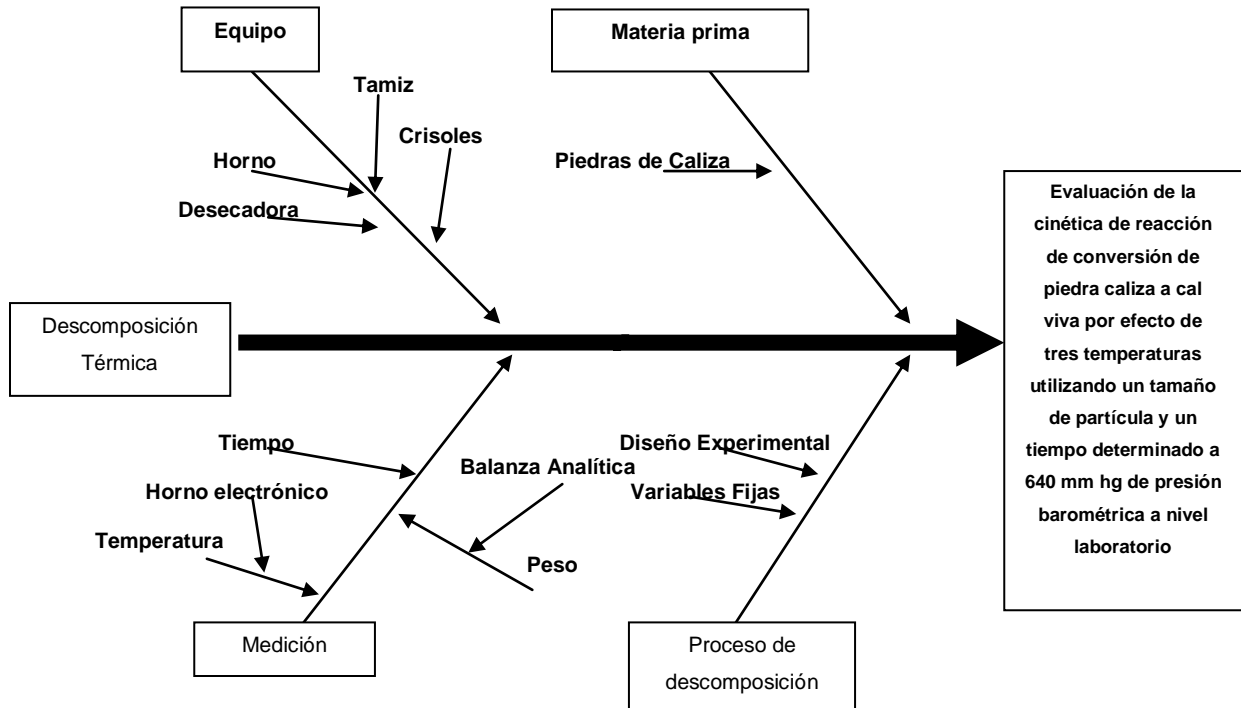 Equipo
Materia prima
Tamiz
Crisoles
Horno
Desecadora
Piedras de Caliza
Descomposición
Térmica
Evaluación de la
cinética de reacción
de conversión de
piedra caliza a cal
viva por efecto de
tres temperaturas
utilizando un tamaño
de partícula y un
tiempo determinado a
640 mm hg de presión
barométrica a nivel
laboratorio
Tiempo
Balanza Analítica
Horno electrónico
Temperatura
Peso
Diseño Experimental
Variables Fijas
Medición
Proceso de
descomposición